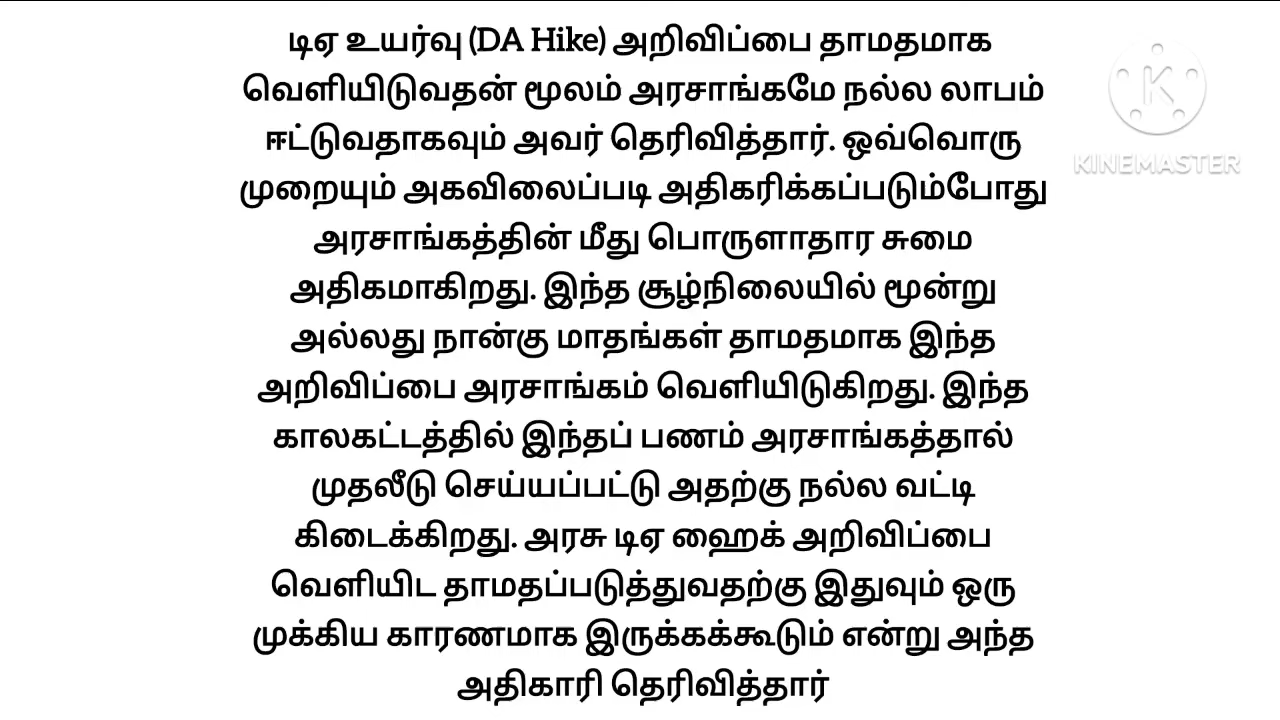 டிஏ உயர்வு (DA Hike) அறிவிப்பை தாமதமாக
வெளியிடுவதன் மூலம் அரசாங்கமே நல்ல லாபம்
ஈட்டுவதாகவும் அவர் தெரிவித்தார். ஒவ்வொரு
முறையும் அகவிலைப்படி அதிகரிக்கப்படும்போது
அரசாங்கத்தின் மீது பொருளாதார சுமை
அதிகமாகிறது. இந்த சூழ்நிலையில் மூன்று
அல்லது நான்கு மாதங்கள் தாமதமாக இந்த
அறிவிப்பை அரசாங்கம் வெளியிடுகிறது. இந்த
காலகட்டத்தில் இந்தப் பணம் அரசாங்கத்தால்
முதலீடு செய்யப்பட்டு அதற்கு நல்ல வட்டி
கிடைக்கிறது. அரசு டிஏ ஹைக் அறிவிப்பை
வெளியிட தாமதப்படுத்துவதற்கு இதுவும் ஒரு
முக்கிய காரணமாக இருக்கக்கூடும் என்று அந்த
அதிகாரி தெரிவித்தார்
K
KINEMASTER